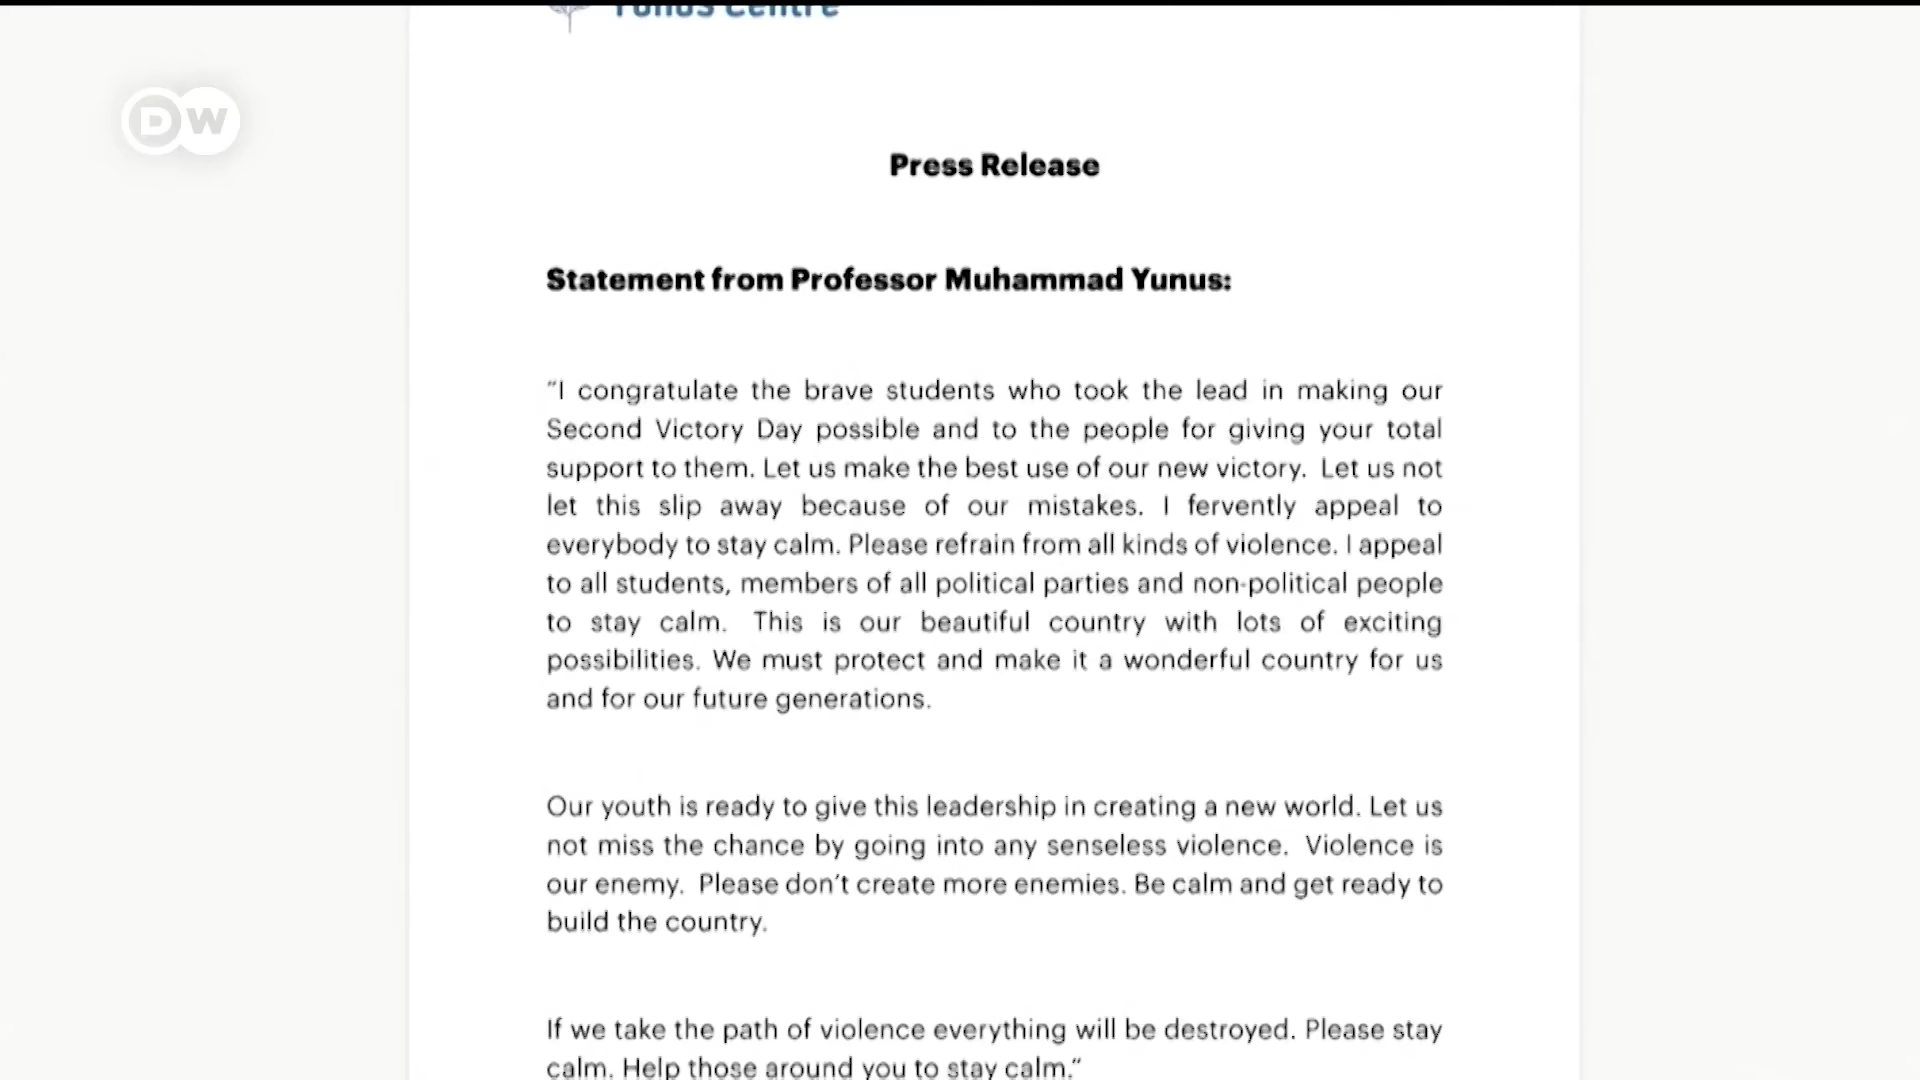 Yunus Centre
DW
Press Release
Statement from Professor Muhammad Yunus:
“I congratulate the brave students who took the lead in making our
Second Victory Day possible and to the people for giving your total
support to them. Let us make the best use of our new victory.  Let us not
let this slip away because of our mistakes. I fervently appeal to
everybody to stay calm. Please refrain from all kinds of violence. I appeal
to all students, members of all political parties and non-political people
to stay calm.  This is our beautiful country with lots of exciting
possibilities. We must protect and make it a wonderful country for us
and for our future generations.
Our youth is ready to give this leadership in creating a new world. Let us
not miss the chance by going into any senseless violence.  Violence is
our enemy.  Please don’t create more enemies. Be calm and get ready to
build the country.
If we take the path of violence everything will be destroyed. Please stay
calm. Help those around you to stay calm.“